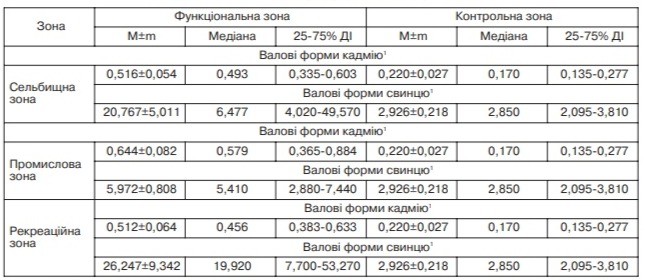 Зона Функціональна зона Контрольна зона
M±m Медіана 25-75% ДІ M±m Медіана 25-75% ДІ
Сельбищна зона
Валові форми кадмію¹
0,516±0,054 0,493 0,335-0,603 0,220±0,027 0,170 0,135-0,277
Валові форми свинцю¹
20,767±5,011 6,477 4,020-49,570 2,926±0,218 2,850 2,095-3,810
Промислова зона
Валові форми кадмію¹
0,644±0,082 0,579 0,365-0,884 0,220±0,027 0,170 0,135-0,277
Валові форми свинцю¹
5,972±0,808 5,410 2,880-7,440 2,926±0,218 2,850 2,095-3,810
Рекреаційна зона
Валові форми кадмію¹
0,512±0,064 0,456 0,383-0,633 0,220±0,027 0,170 0,135-0,277
Валові форми свинцю¹
26,247±9,342 19,920 7,700-53,270 2,926±0,218 2,850 2,095-3,810